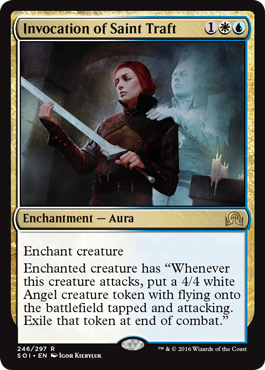 Invocation of Saint Traft 1
Enchantment — Aura
Enchant creature
Enchanted creature has “Whenever
this creature attacks, put a 4/4 white
Angel creature token with flying onto
the battlefield tapped and attacking.
Exile that token at end of combat.”
246/297 R
SOI • EN Igor Kieryluk ™ & © 2016 Wizards of the Coast